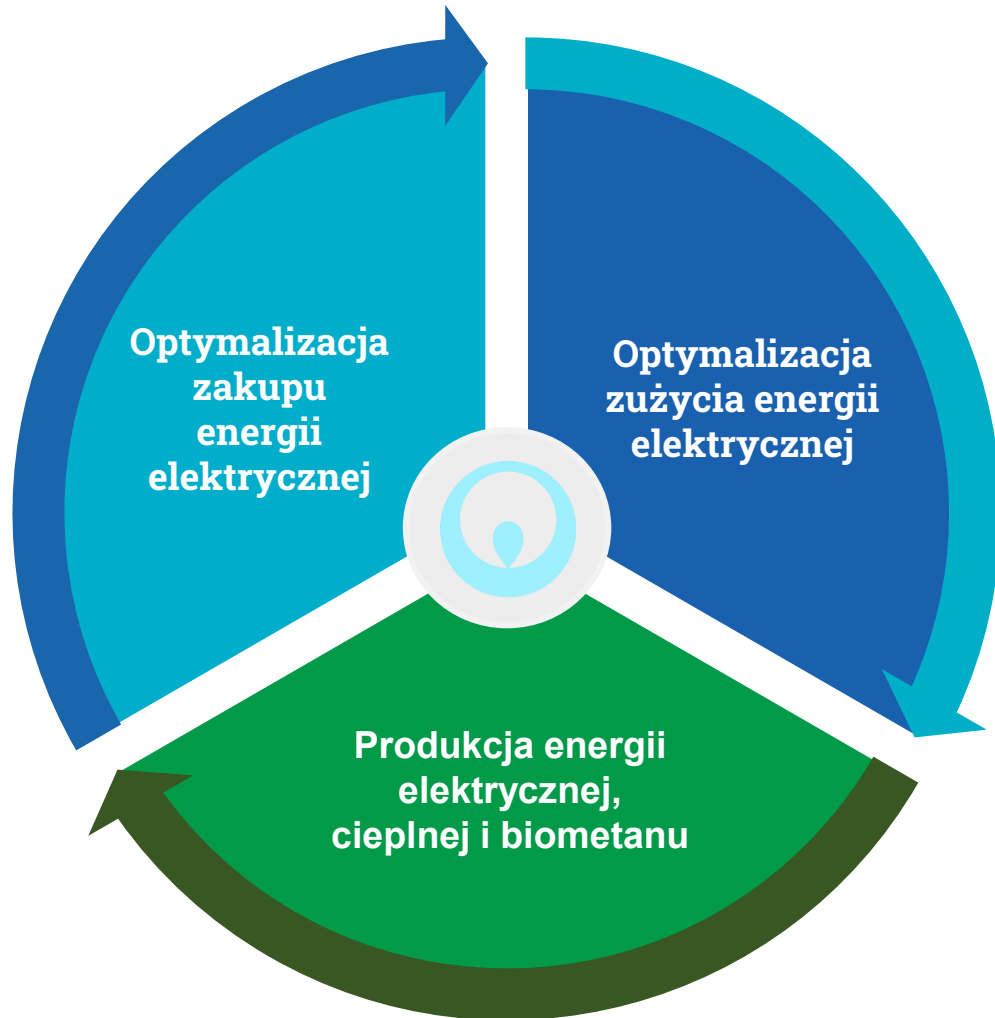 Optymalizacja
zakupu
energii
elektrycznej
Optymalizacja
zużycia energii
elektrycznej
Produkcja energii
elektrycznej,
cieplnej i biometanu